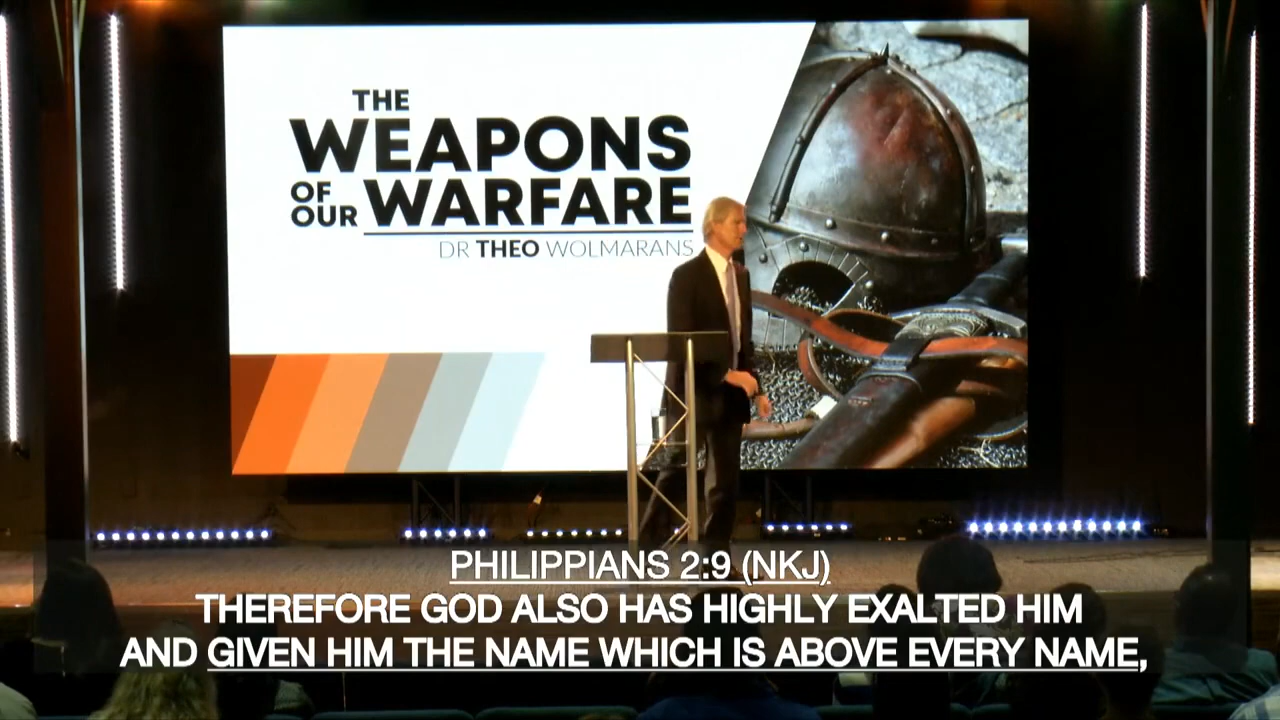 THE
WEAPONS
OF OUR WARFARE
DR THEO WOLMARANS
PHILIPPIANS 2:9 (NKJ)
THEREFORE GOD ALSO HAS HIGHLY EXALTED HIM
AND GIVEN HIM THE NAME WHICH IS ABOVE EVERY NAME,